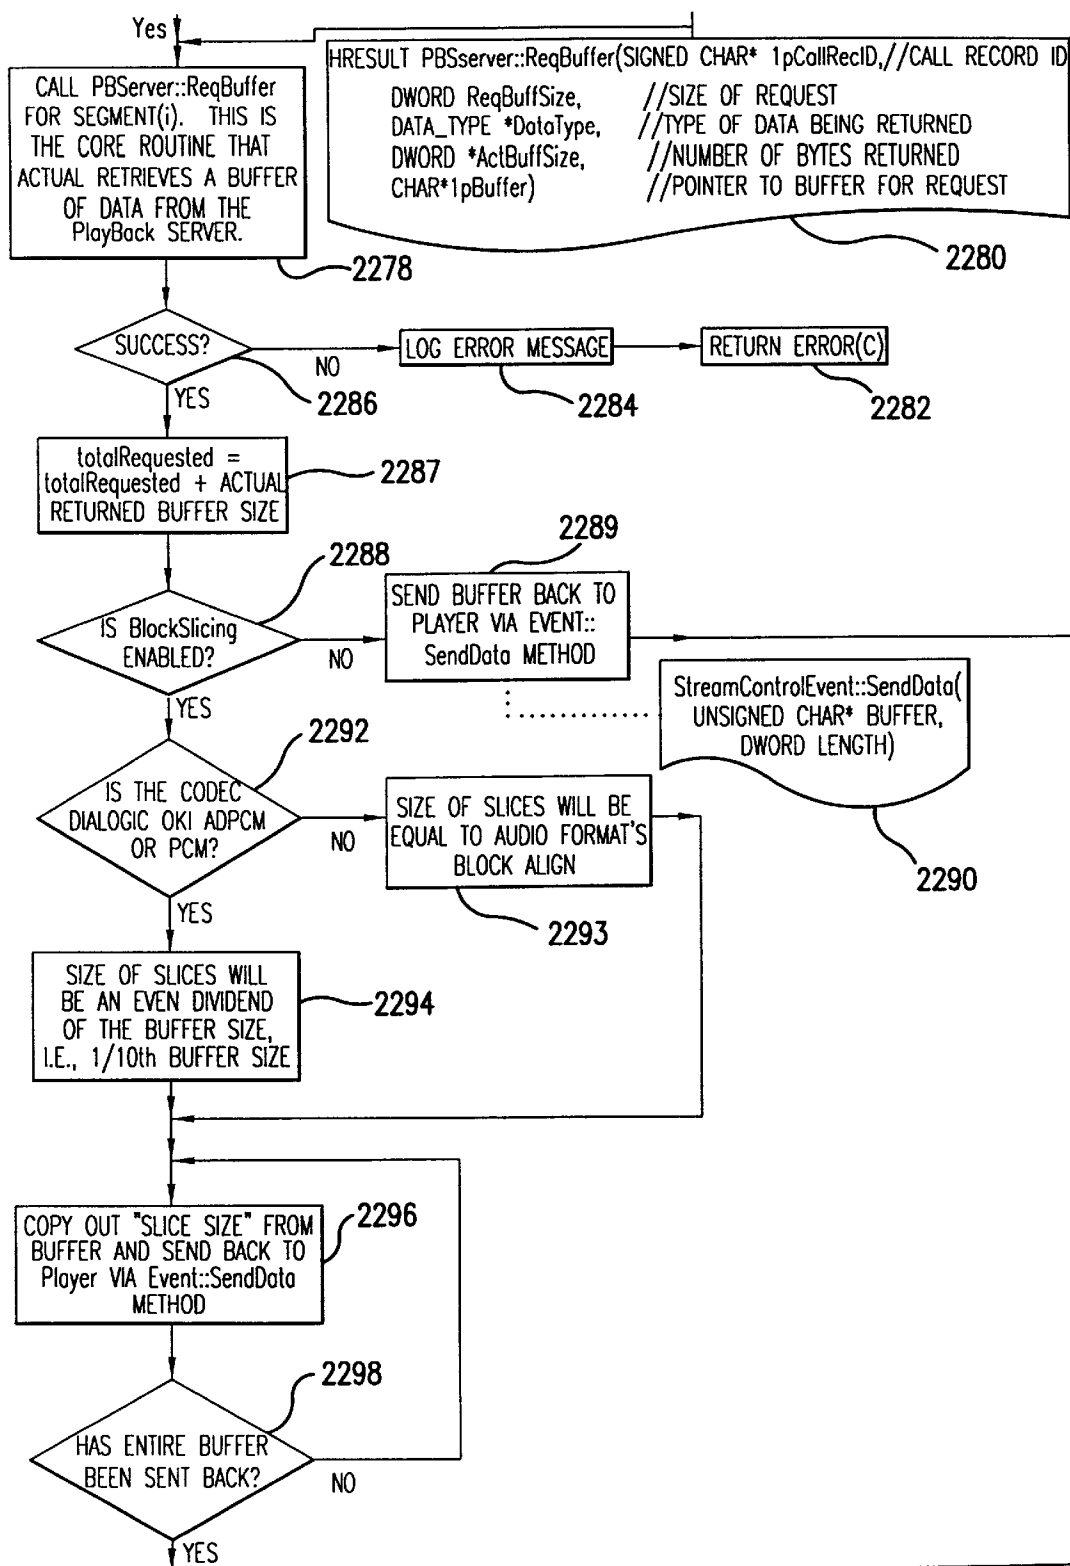 Yes
CALL PBServer::ReqBuffer
FOR SEGMENT(i). THIS IS
THE CORE ROUTINE THAT
ACTUAL RETRIEVES A BUFFER
OF DATA FROM THE
PlayBack SERVER.
2278
HRESULT PBSserver::ReqBuffer(SIGNED CHAR* 1pCallRecID,//CALL RECORD ID
DWORD ReqBuffSize, //SIZE OF REQUEST
DATA_TYPE *DataType, //TYPE OF DATA BEING RETURNED
DWORD *ActBuffSize, //NUMBER OF BYTES RETURNED
CHAR*1pBuffer) //POINTER TO BUFFER FOR REQUEST
2280
SUCCESS?
2286
NO
YES
LOG ERROR MESSAGE
2284
RETURN ERROR(C)
2282
totalRequested =
totalRequested + ACTUAL
RETURNED BUFFER SIZE
2287
IS BlockSlicing
ENABLED?
2288
NO
YES
SEND BUFFER BACK TO
PLAYER VIA EVENT::
SendData METHOD
2289
StreamControlEvent::SendData(
UNSIGNED CHAR* BUFFER,
DWORD LENGTH)
2290
IS THE CODEC
DIALOGIC OKI ADPCM
OR PCM?
2292
NO
YES
SIZE OF SLICES WILL BE
EQUAL TO AUDIO FORMAT'S
BLOCK ALIGN
2293
SIZE OF SLICES WILL
BE AN EVEN DIVIDEND
OF THE BUFFER SIZE,
I.E., 1/10th BUFFER SIZE
2294
COPY OUT "SLICE SIZE" FROM
BUFFER AND SEND BACK TO
Player VIA Event::SendData
METHOD
2296
HAS ENTIRE BUFFER
BEEN SENT BACK?
2298
NO
YES